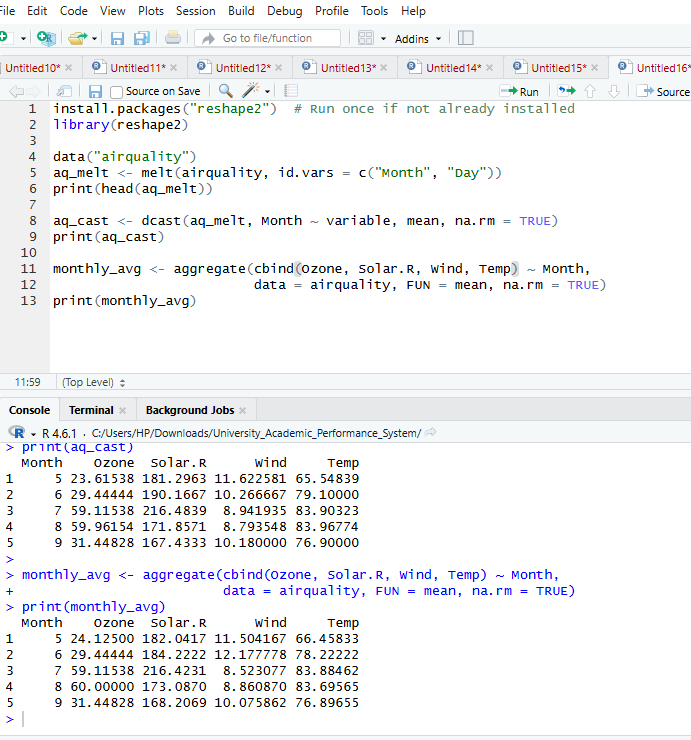 File Edit Code View Plots Session Build Debug Profile Tools Help
Go to file/function Addins
Untitled10* Untitled11* Untitled12* Untitled13* Untitled14* Untitled15* Untitled16*
Source on Save Run Source
1 install.packages("reshape2")  # Run once if not already installed
2 library(reshape2)
3
4 data("airquality")
5 aq_melt <- melt(airquality, id.vars = c("Month", "Day"))
6 print(head(aq_melt))
7
8 aq_cast <- dcast(aq_melt, Month ~ variable, mean, na.rm = TRUE)
9 print(aq_cast)
10
11 monthly_avg <- aggregate(cbind(Ozone, Solar.R, Wind, Temp) ~ Month,
12                          data = airquality, FUN = mean, na.rm = TRUE)
13 print(monthly_avg)
11:59 (Top Level)
Console Terminal Background Jobs
R 4.6.1 · C:/Users/HP/Downloads/University_Academic_Performance_System/
> print(aq_cast)
  Month    Ozone  Solar.R      Wind     Temp
1     5 23.61538 181.2963 11.622581 65.54839
2     6 29.44444 190.1667 10.266667 79.10000
3     7 59.11538 216.4839  8.941935 83.90323
4     8 59.96154 171.8571  8.793548 83.96774
5     9 31.44828 167.4333 10.180000 76.90000
>
> monthly_avg <- aggregate(cbind(Ozone, Solar.R, Wind, Temp) ~ Month,
+                          data = airquality, FUN = mean, na.rm = TRUE)
> print(monthly_avg)
  Month    Ozone  Solar.R      Wind     Temp
1     5 24.12500 182.0417 11.504167 66.45833
2     6 29.44444 184.2222 12.177778 78.22222
3     7 59.11538 216.4231  8.523077 83.88462
4     8 60.00000 173.0870  8.860870 83.69565
5     9 31.44828 168.2069 10.075862 76.89655
>